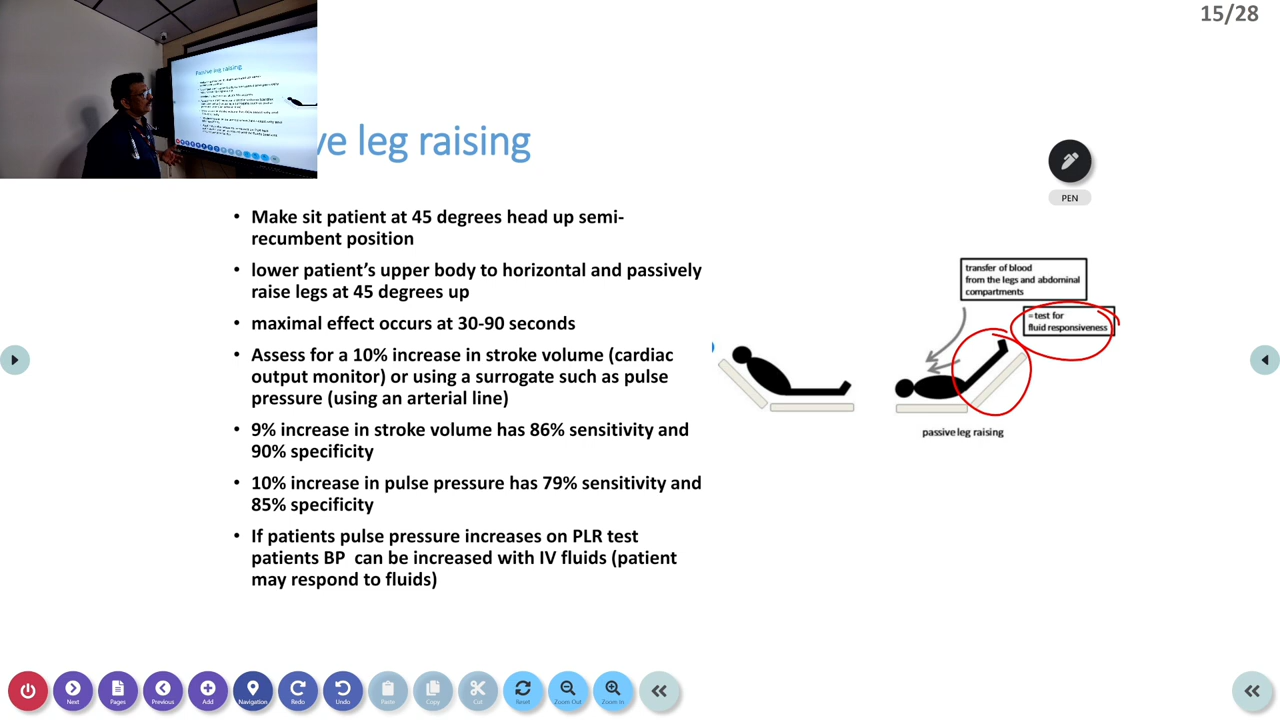 15/28
Passive leg raising
ve leg raising
PEN
• Make sit patient at 45 degrees head up semi-
recumbent position
• lower patient's upper body to horizontal and passively
raise legs at 45 degrees up
• maximal effect occurs at 30-90 seconds
• Assess for a 10% increase in stroke volume (cardiac
output monitor) or using a surrogate such as pulse
pressure (using an arterial line)
• 9% increase in stroke volume has 86% sensitivity and
90% specificity
• 10% increase in pulse pressure has 79% sensitivity and
85% specificity
• If patients pulse pressure increases on PLR test
patients BP can be increased with IV fluids (patient
may respond to fluids)
transfer of blood
from the legs and abdominal
compartments
= test for
fluid responsiveness
passive leg raising
Next
Pages
Previous
Add
Navigation
Redo
Undo
Paste
Copy
Cut
Reset
Zoom Out
Zoom In